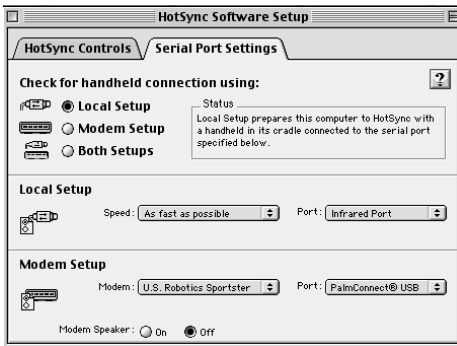 HotSync Software Setup
HotSync Controls Serial Port Settings
Check for handheld connection using:
?
Local Setup
Modem Setup
Both Setups
Status
Local Setup prepares this computer to HotSync with
a handheld in its cradle connected to the serial port
specified below.
Local Setup
Speed: As fast as possible Port: Infrared Port
Modem Setup
Modem: U.S. Robotics Sportster Port: PalmConnect® USB
Modem Speaker: On Off